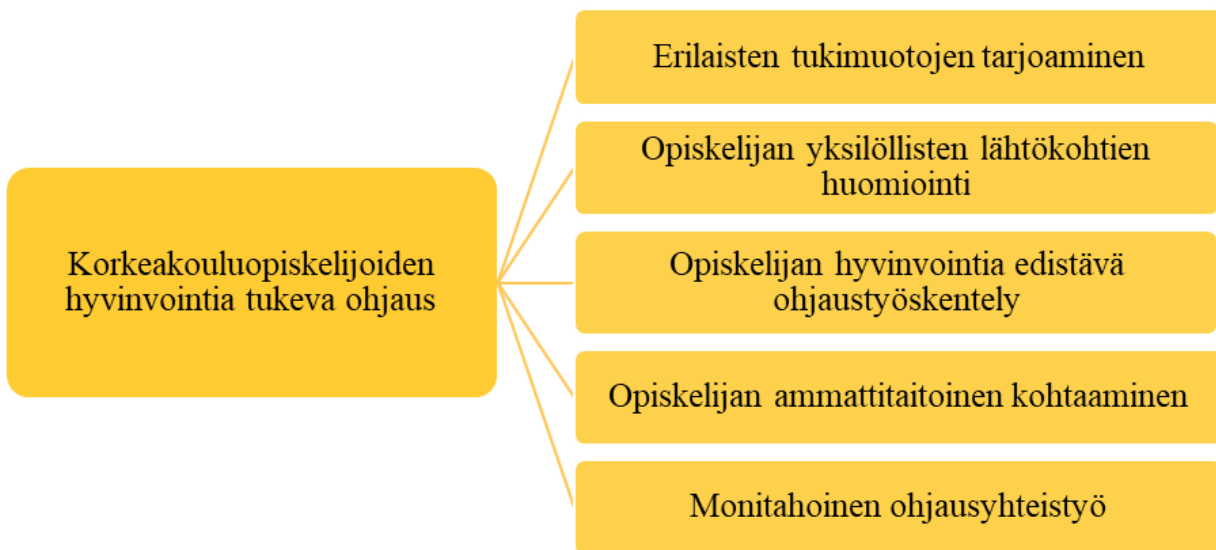 Korkeakouluopiskelijoiden
hyvinvointia tukeva ohjaus
Erilaisten tukimuotojen tarjoaminen
Opiskelijan yksilöllisten lähtökohtien
huomiointi
Opiskelijan hyvinvointia edistävä
ohjaustyöskentely
Opiskelijan ammattitaitoinen kohtaaminen
Monitahoinen ohjausyhteistyö